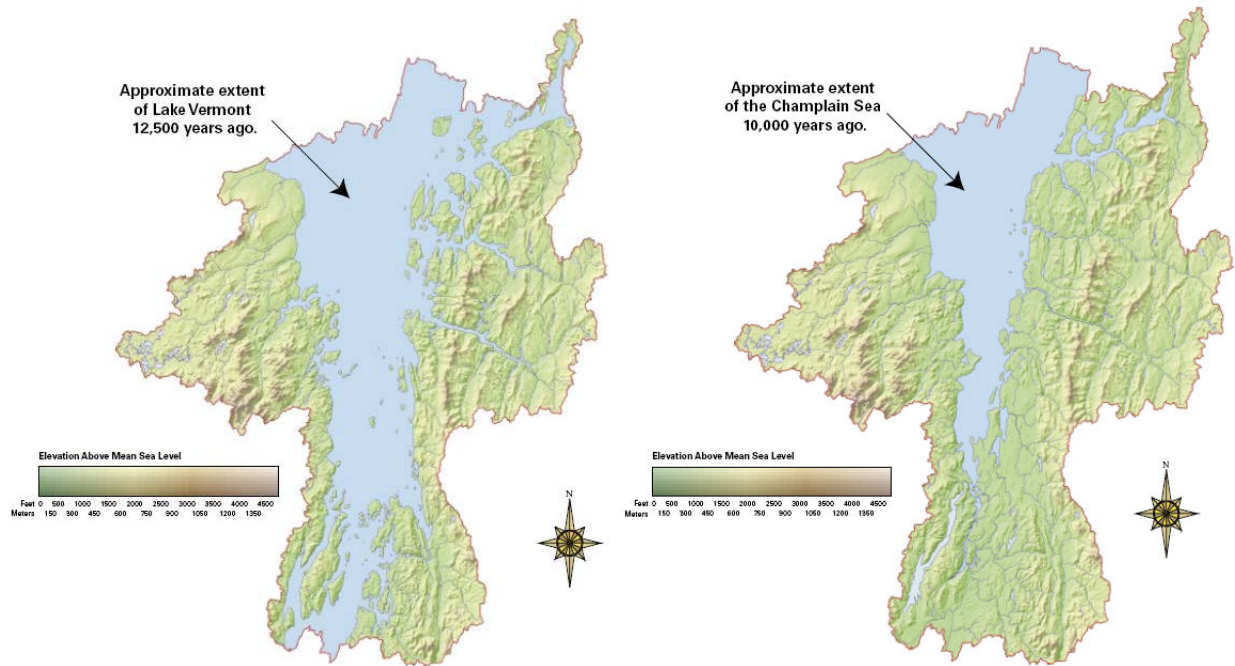 Approximate extent
of Lake Vermont
12,500 years ago.
Elevation Above Mean Sea Level
Feet 0 500 1000 1500 2000 2500 3000 3500 4000 4500
Meters 150 300 450 600 750 900 1050 1200 1350
N
Approximate extent
of the Champlain Sea
10,000 years ago.
Elevation Above Mean Sea Level
Feet 0 500 1000 1500 2000 2500 3000 3500 4000 4500
Meters 150 300 450 600 750 900 1050 1200 1350
N